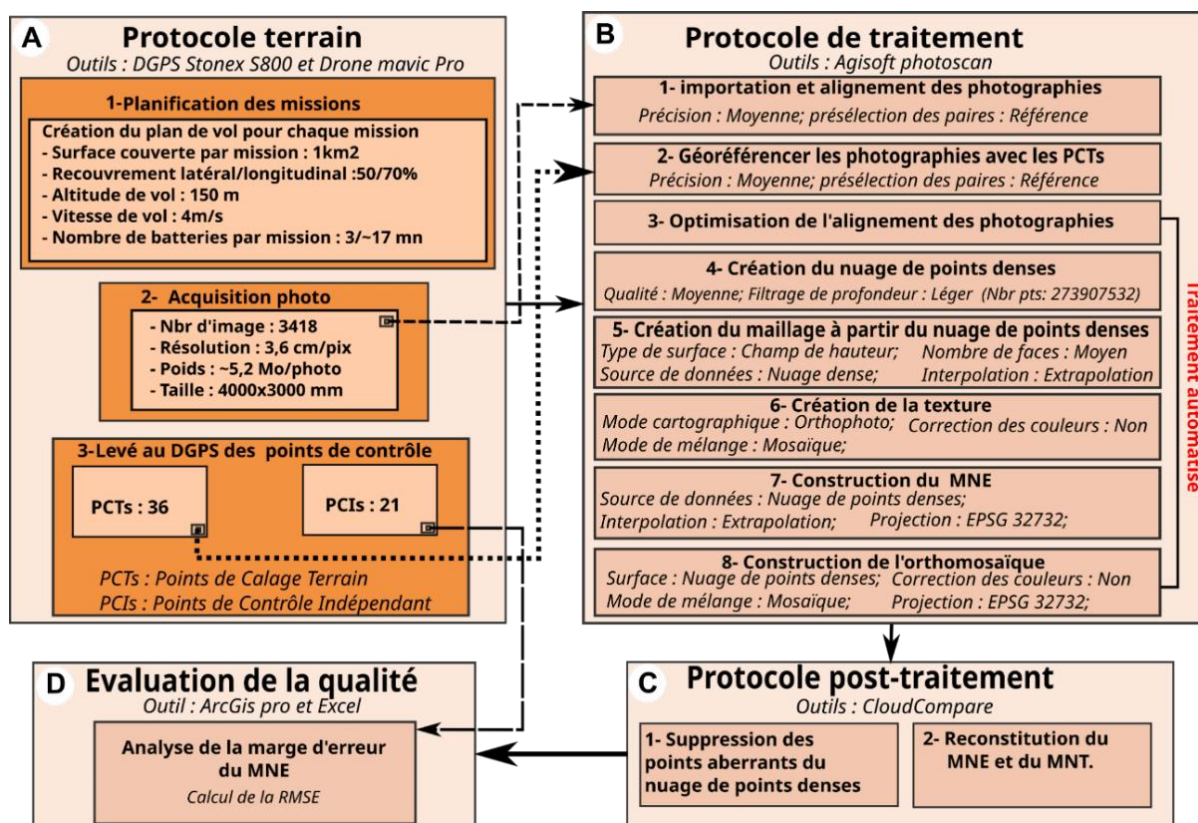 A
Protocole terrain
Outils : DGPS Stonex S800 et Drone mavic Pro
1-Planification des missions
Création du plan de vol pour chaque mission
- Surface couverte par mission : 1km2
- Recouvrement latéral/longitudinal :50/70%
- Altitude de vol : 150 m
- Vitesse de vol : 4m/s
- Nombre de batteries par mission : 3/~17 mn
2- Acquisition photo
- Nbr d'image : 3418
- Résolution : 3,6 cm/pix
- Poids : ~5,2 Mo/photo
- Taille : 4000x3000 mm
3-Levé au DGPS des points de contrôle
PCTs : 36
PCIs : 21
PCTs : Points de Calage Terrain
PCIs : Points de Contrôle Indépendant
B
Protocole de traitement
Outils : Agisoft photoscan
1- importation et alignement des photographies
Précision : Moyenne; présélection des paires : Référence
2- Géoréférencer les photographies avec les PCTs
Précision : Moyenne; présélection des paires : Référence
3- Optimisation de l'alignement des photographies
4- Création du nuage de points denses
Qualité : Moyenne; Filtrage de profondeur : Léger (Nbr pts: 273907532)
5- Création du maillage à partir du nuage de points denses
Type de surface : Champ de hauteur; Nombre de faces : Moyen
Source de données : Nuage dense; Interpolation : Extrapolation
6- Création de la texture
Mode cartographique : Orthophoto; Correction des couleurs : Non
Mode de mélange : Mosaïque;
7- Construction du MNE
Source de données : Nuage de points denses;
Interpolation : Extrapolation; Projection : EPSG 32732;
8- Construction de l'orthomosaïque
Surface : Nuage de points denses; Correction des couleurs : Non
Mode de mélange : Mosaïque; Projection : EPSG 32732;
Traitement automatisé
C
Protocole post-traitement
Outils : CloudCompare
1- Suppression des
points aberrants du
nuage de points denses
2- Reconstitution du
MNE et du MNT.
D
Evaluation de la qualité
Outil : ArcGis pro et Excel
Analyse de la marge d'erreur
du MNE
Calcul de la RMSE